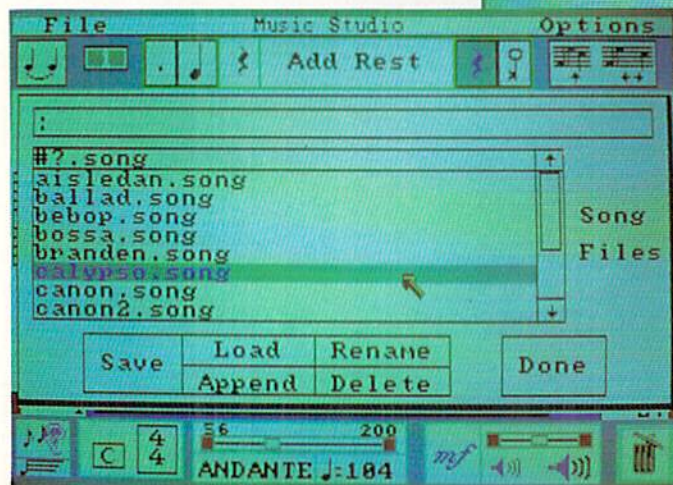 File Music Studio Options
Add Rest
:
#?.song
aisledan.song
ballad.song
bebop.song
bossa.song
branden.song
calypso.song
canon.song
canon2.song
Song
Files
Save Load Rename Done
Append Delete
C 4 4
56 200
ANDANTE ♩=104
mf